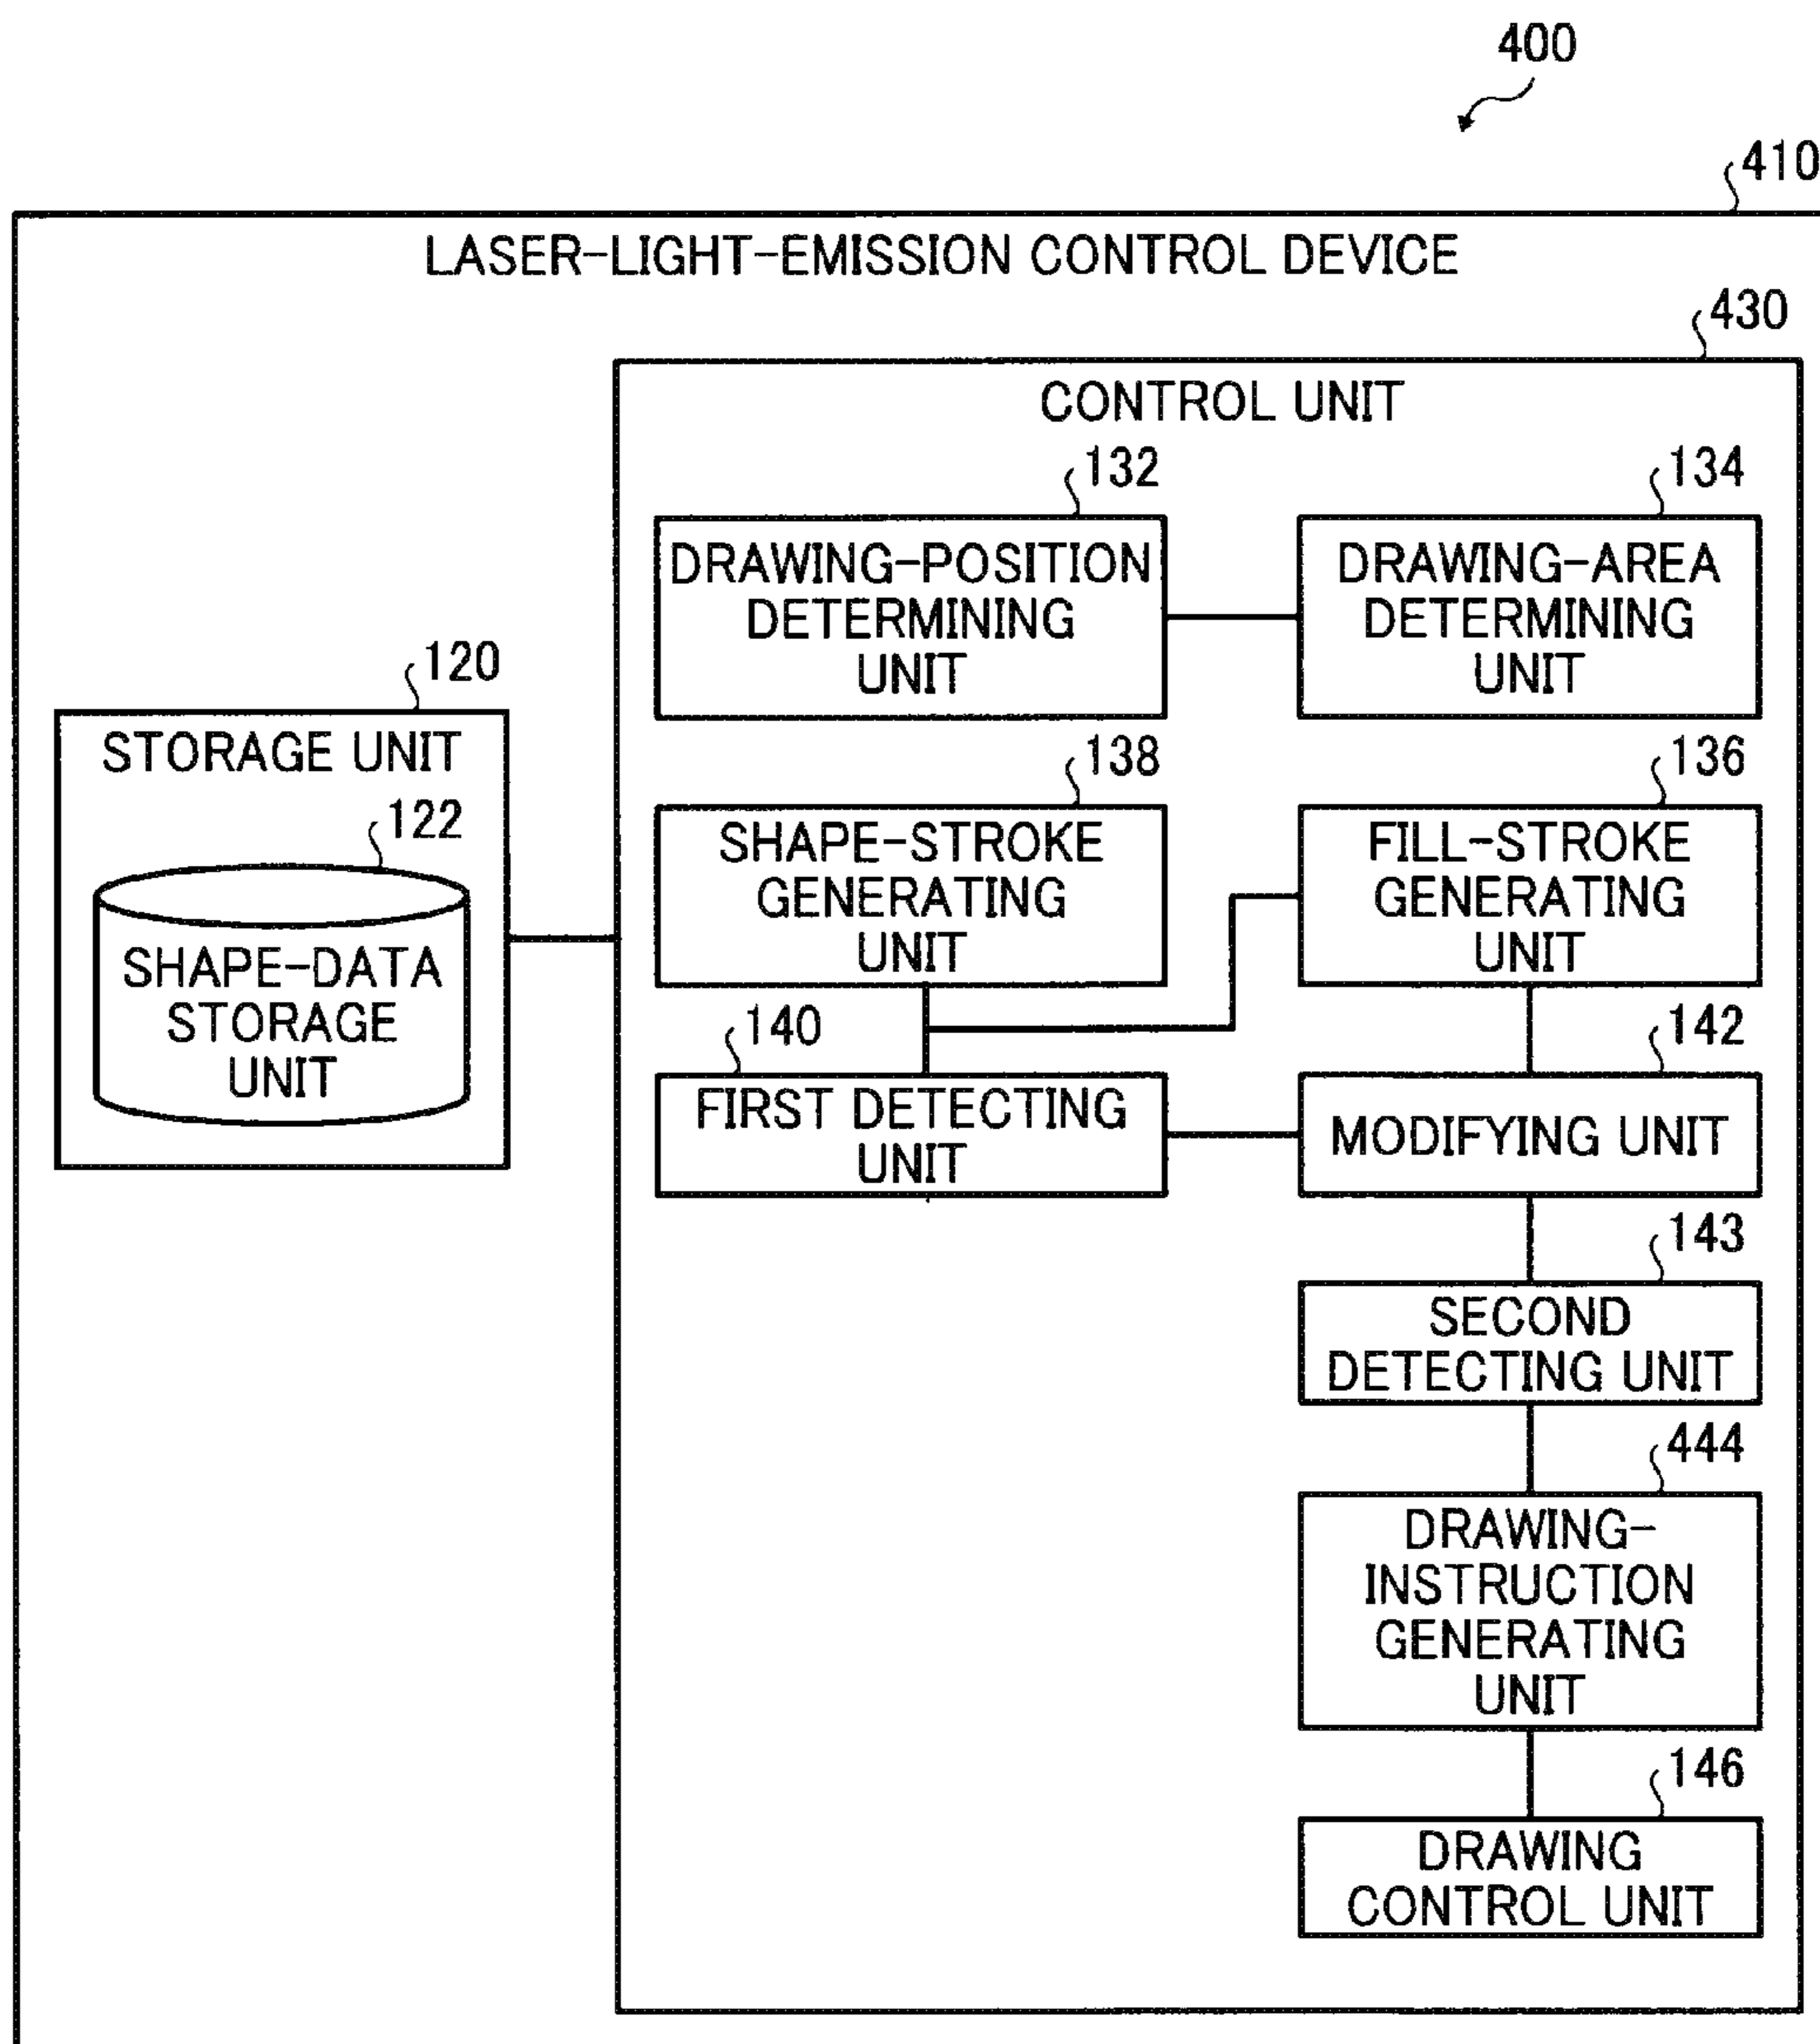 400
410
LASER-LIGHT-EMISSION CONTROL DEVICE
430
CONTROL UNIT
132
DRAWING-POSITION
DETERMINING
UNIT
134
DRAWING-AREA
DETERMINING
UNIT
120
STORAGE UNIT
122
SHAPE-DATA
STORAGE
UNIT
138
SHAPE-STROKE
GENERATING
UNIT
136
FILL-STROKE
GENERATING
UNIT
140
FIRST DETECTING
UNIT
142
MODIFYING UNIT
143
SECOND
DETECTING UNIT
444
DRAWING-
INSTRUCTION
GENERATING
UNIT
146
DRAWING
CONTROL UNIT